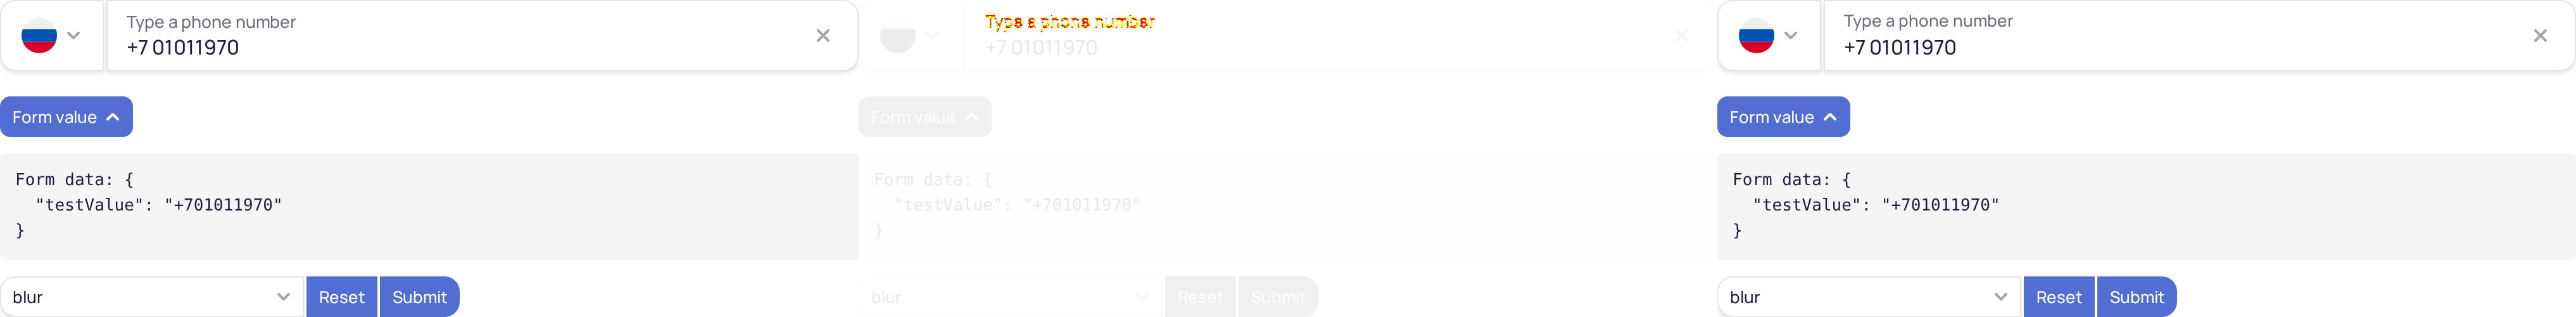 Type a phone number
+7 01011970
Form value
Form data: {
  "testValue": "+701011970"
}
blur
Reset
Submit
Type a phone number
+7 01011970
Form value
Form data: {
  "testValue": "+701011970"
}
blur
Reset
Submit
Type a phone number
+7 01011970
Form value
Form data: {
  "testValue": "+701011970"
}
blur
Reset
Submit